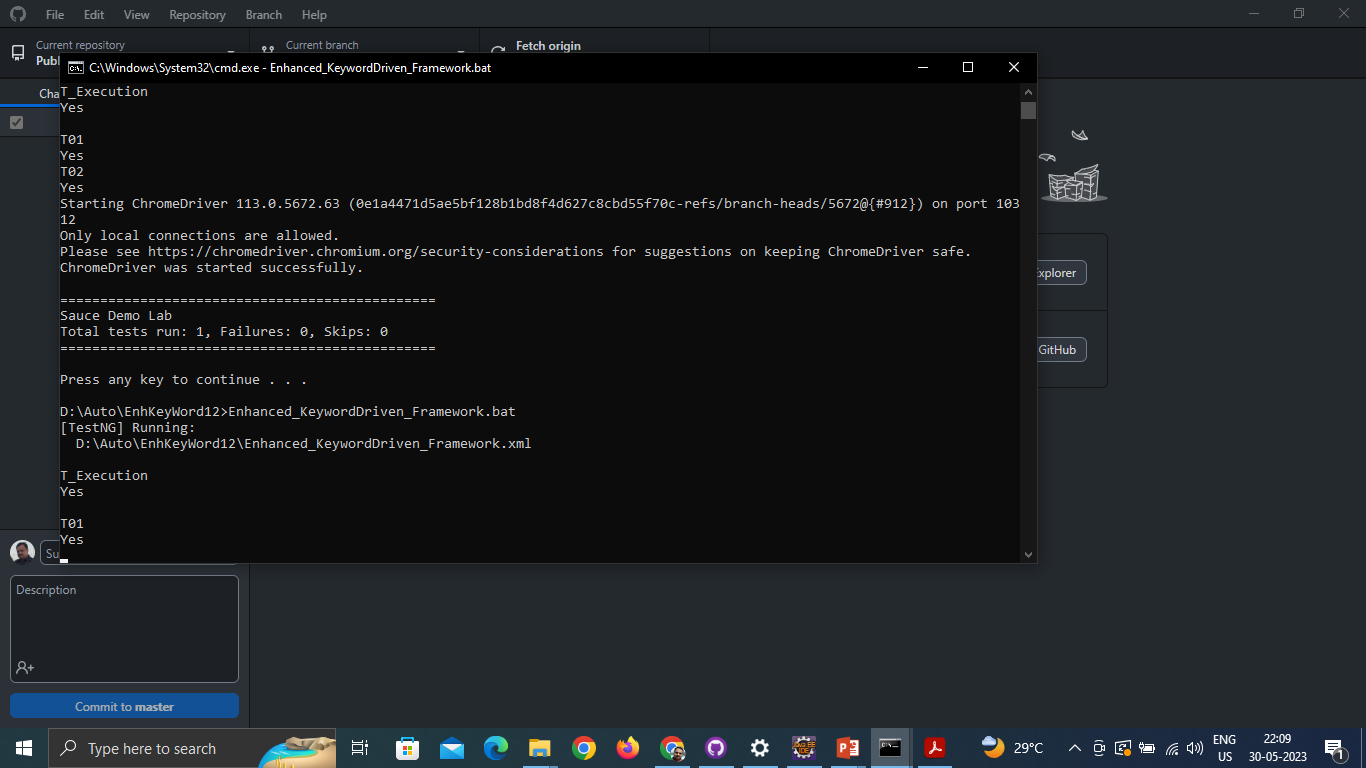 File Edit View Repository Branch Help
Current repository
Current branch
Fetch origin
C:\Windows\System32\cmd.exe - Enhanced_KeywordDriven_Framework.bat
T_Execution
Yes
T01
Yes
T02
Yes
Starting ChromeDriver 113.0.5672.63 (0e1a4471d5ae5bf128b1bd8f4d627c8cbd55f70c-refs/branch-heads/5672@{#912}) on port 103
12
Only local connections are allowed.
Please see https://chromedriver.chromium.org/security-considerations for suggestions on keeping ChromeDriver safe.
ChromeDriver was started successfully.
===============================================
Sauce Demo Lab
Total tests run: 1, Failures: 0, Skips: 0
===============================================
Press any key to continue . . .
D:\Auto\EnhKeyWord12>Enhanced_KeywordDriven_Framework.bat
[TestNG] Running:
D:\Auto\EnhKeyWord12\Enhanced_KeywordDriven_Framework.xml
T_Execution
Yes
T01
Yes
Explorer
GitHub
Description
Commit to master
Type here to search
29°C
ENG
US
22:09
30-05-2023
1